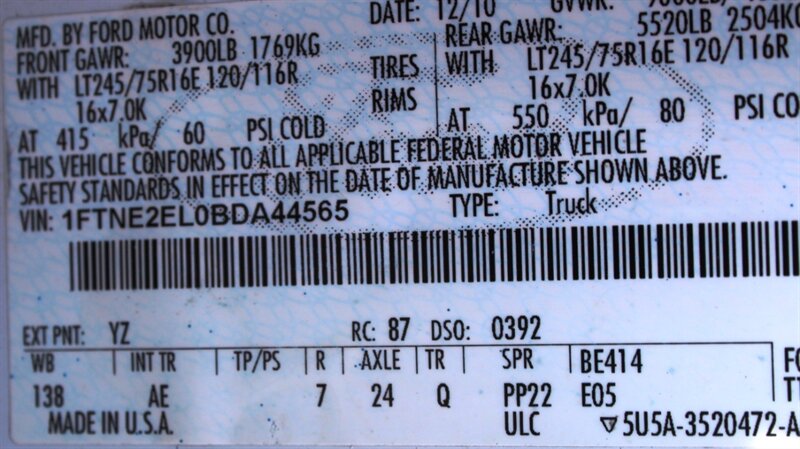 MFD. BY FORD MOTOR CO.
DATE: 12/10 GVWR:
FRONT GAWR: 3900LB 1769KG
REAR GAWR: 5520LB 2504KG
WITH LT245/75R16E 120/116R TIRES WITH LT245/75R16E 120/116R
16x7.0K RIMS 16x7.0K
AT 415 kPa/ 60 PSI COLD AT 550 kPa/ 80 PSI COL
THIS VEHICLE CONFORMS TO ALL APPLICABLE FEDERAL MOTOR VEHICLE
SAFETY STANDARDS IN EFFECT ON THE DATE OF MANUFACTURE SHOWN ABOVE.
VIN: 1FTNE2EL0BDA44565 TYPE: Truck
EXT PNT: YZ RC: 87 DSO: 0392
WB INT TR TP/PS R AXLE TR SPR BE414
138 AE 7 24 Q PP22 E05
MADE IN U.S.A. ULC 5U5A-3520472-A